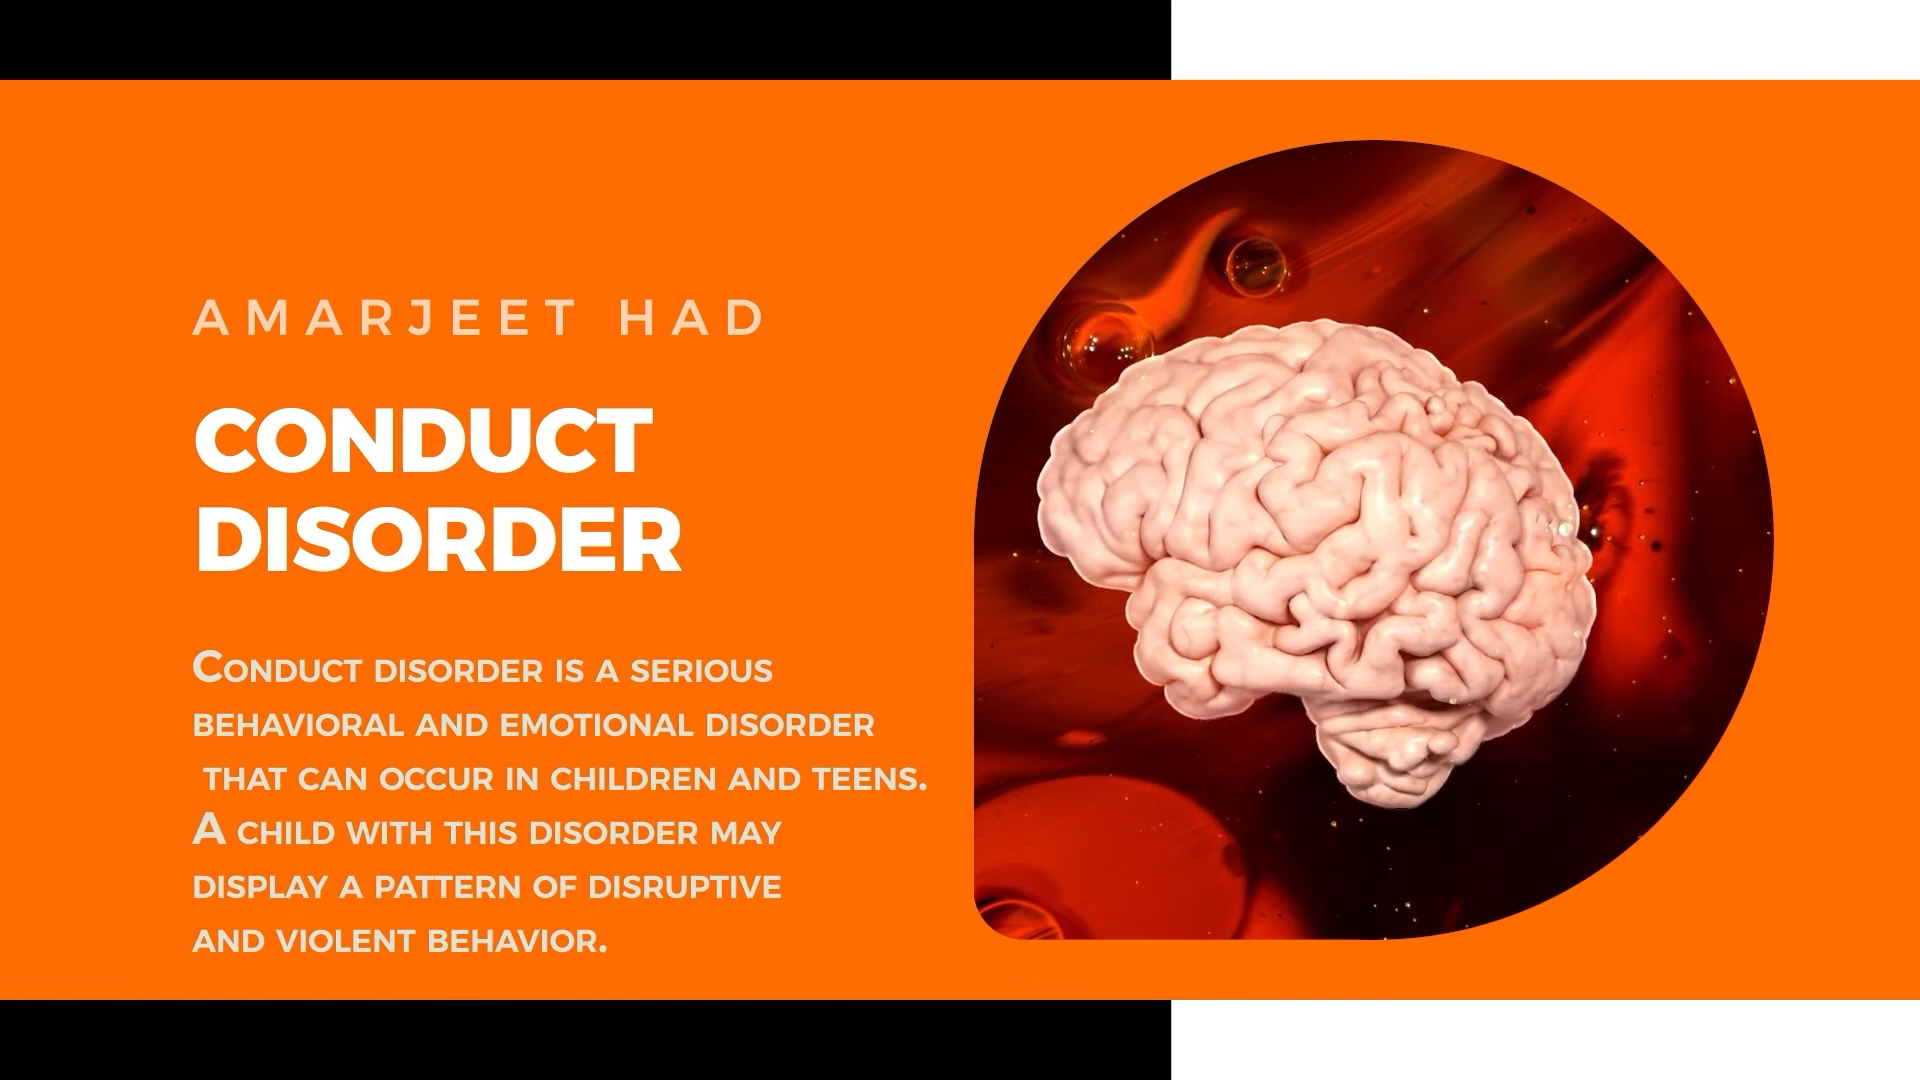 AMARJEET HAD
CONDUCT
DISORDER
Conduct disorder is a serious
behavioral and emotional disorder
that can occur in children and teens.
A child with this disorder may
display a pattern of disruptive
and violent behavior.